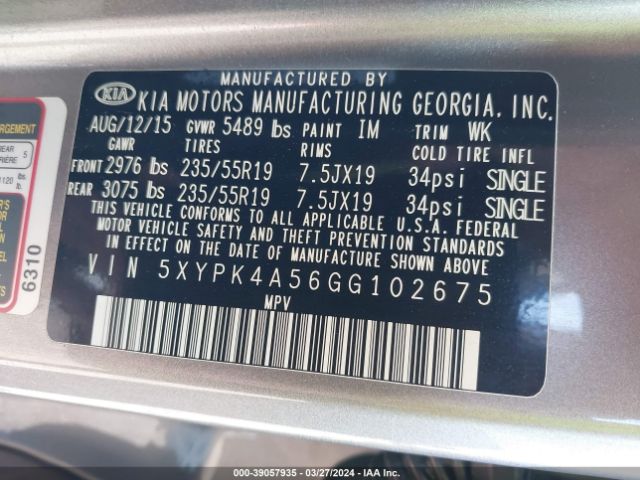 MANUFACTURED BY
KIA KIA MOTORS MANUFACTURING GEORGIA, INC.
AUG/12/15 GVWR 5489 lbs PAINT IM TRIM WK
GAWR TIRES RIMS COLD TIRE INFL
FRONT 2976 lbs 235/55R19 7.5JX19 34psi SINGLE
REAR 3075 lbs 235/55R19 7.5JX19 34psi SINGLE
THIS VEHICLE CONFORMS TO ALL APPLICABLE U.S.A. FEDERAL
MOTOR VEHICLE SAFETY AND THEFT PREVENTION STANDARDS
IN EFFECT ON THE DATE OF MANUFACTURE SHOWN ABOVE
VIN 5XYPK4A56GG102675
MPV
6310
000-39057935 - 03/27/2024 - IAA Inc.